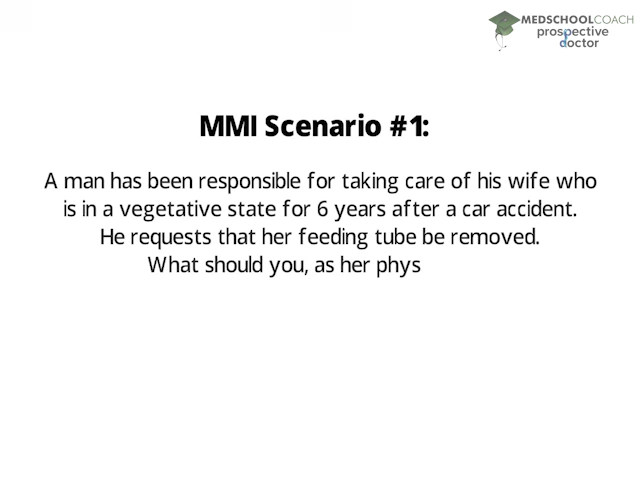 MEDSCHOOLCOACH
prospective
doctor
MMI Scenario #1:
A man has been responsible for taking care of his wife who
is in a vegetative state for 6 years after a car accident.
He requests that her feeding tube be removed.
What should you, as her phys